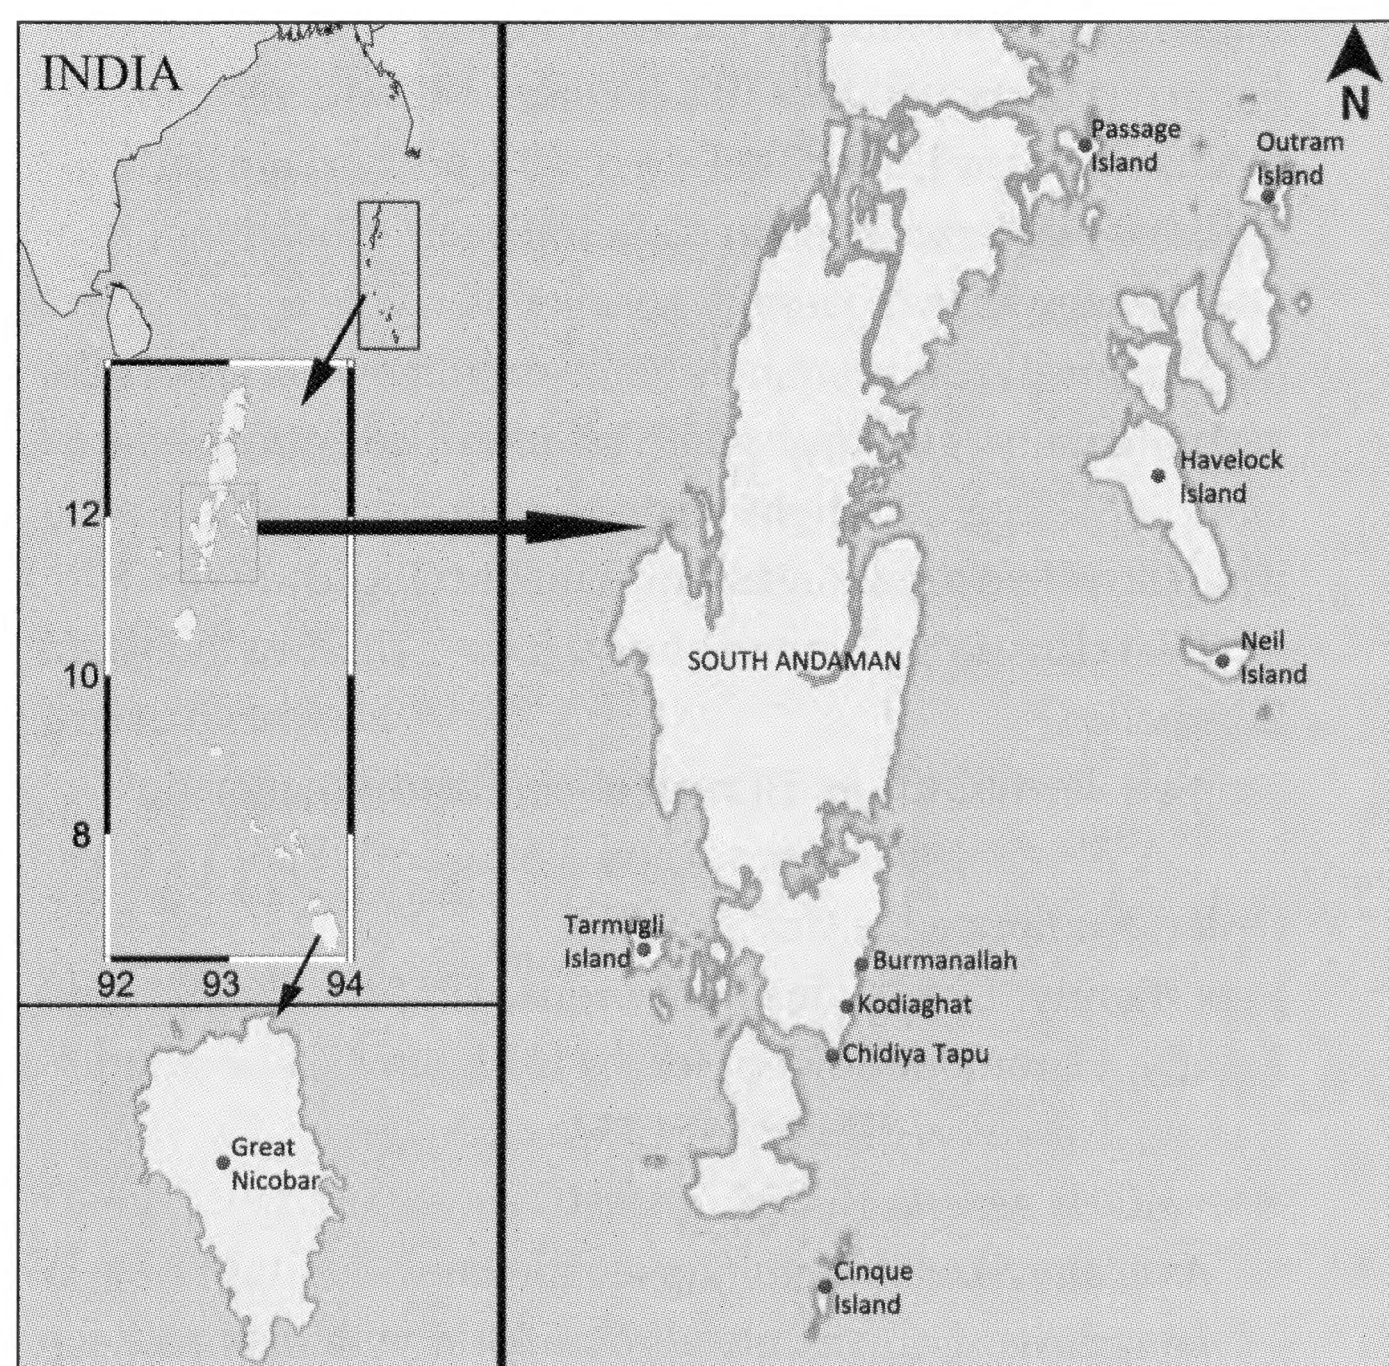 INDIA
12
10
8
92 93 94
Great
Nicobar
N
Passage
Island
Outram
Island
Havelock
Island
Neil
Island
SOUTH ANDAMAN
Tarmugli
Island
Burmanallah
Kodiaghat
Chidiya Tapu
Cinque
Island